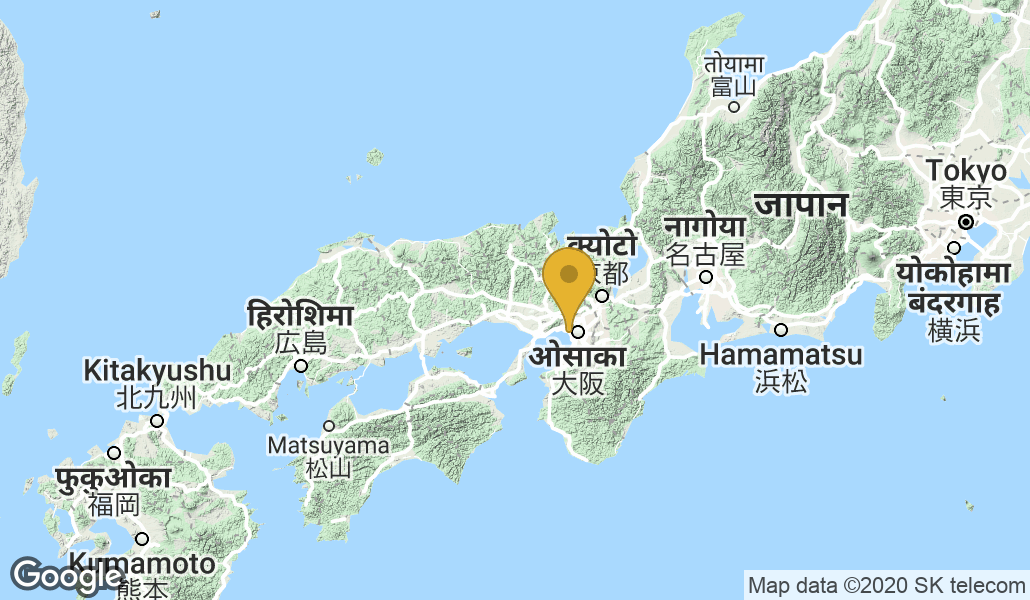 तोयामा
富山
Tokyo
東京
जापान
नागोया
名古屋
क्योटो
京都
योकोहामा
बंदरगाह
横浜
हिरोशिमा
広島
ओसाका
大阪
Hamamatsu
浜松
Kitakyushu
北九州
Matsuyama
松山
फुकुओका
福岡
Kumamoto
熊本
Google
Map data ©2020 SK telecom